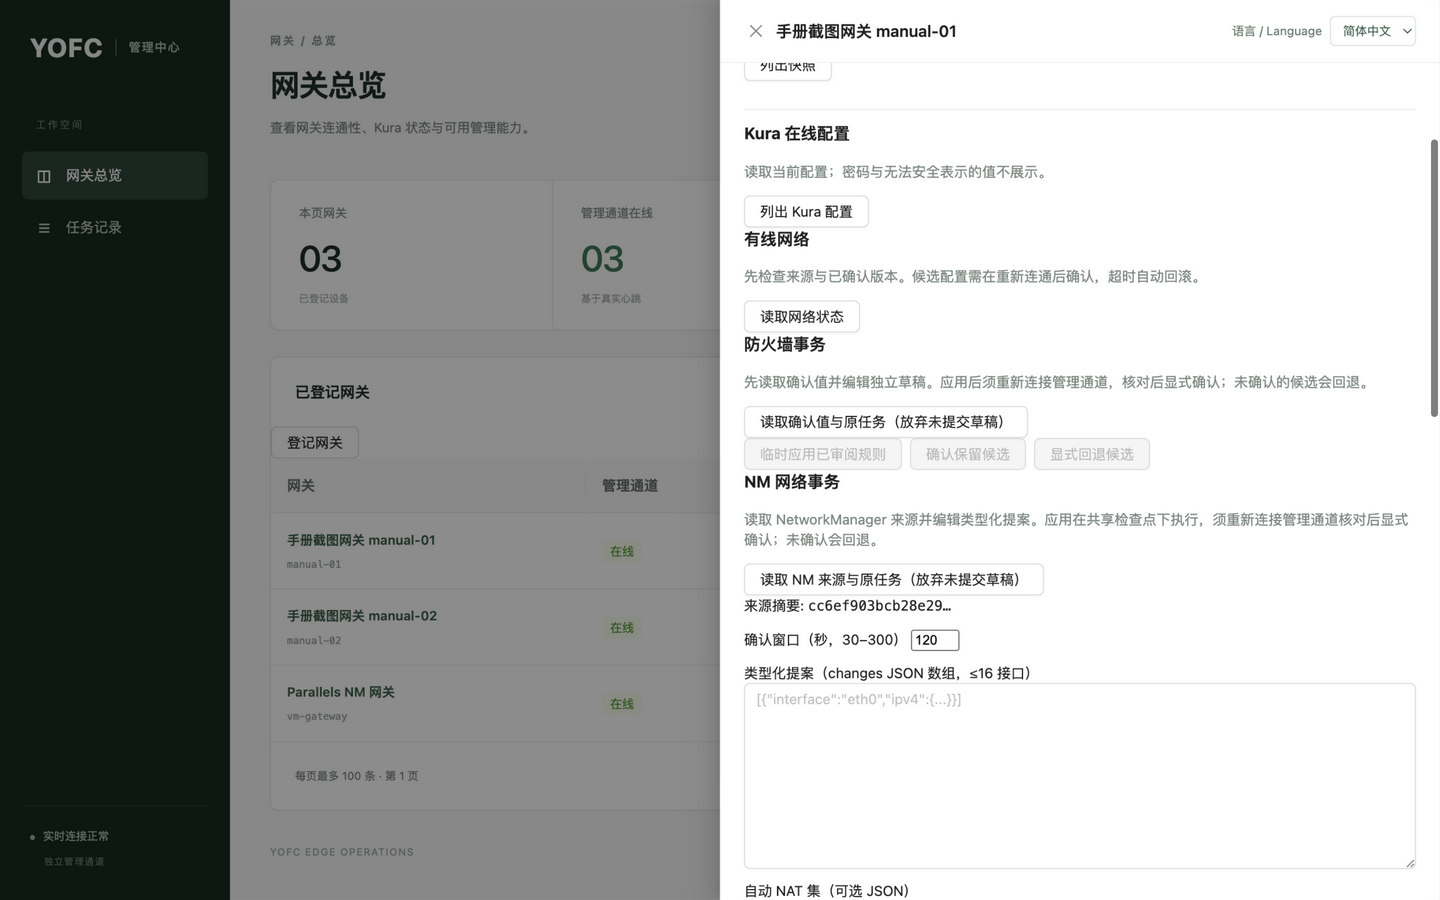 YOFC
管理中心
工作空间
网关总览
任务记录
实时连接正常
独立管理通道
网关 / 总览
网关总览
查看网关连通性、Kura 状态与可用管理能力。
本页网关
03
已登记设备
管理通道在线
03
基于真实心跳
已登记网关
登记网关
网关 管理通道
手册截图网关 manual-01
manual-01
在线
手册截图网关 manual-02
manual-02
在线
Parallels NM 网关
vm-gateway
在线
每页最多 100 条 · 第 1 页
YOFC EDGE OPERATIONS
手册截图网关 manual-01
语言 / Language 简体中文
列出快照
Kura 在线配置
读取当前配置；密码与无法安全表示的值不展示。
列出 Kura 配置
有线网络
先检查来源与已确认版本。候选配置需在重新连通后确认，超时自动回滚。
读取网络状态
防火墙事务
先读取确认值并编辑独立草稿。应用后须重新连接管理通道，核对后显式确认；未确认的候选会回退。
读取确认值与原任务（放弃未提交草稿）
临时应用已审阅规则 确认保留候选 显式回退候选
NM 网络事务
读取 NetworkManager 来源并编辑类型化提案。应用在共享检查点下执行，须重新连接管理通道核对后显式
确认；未确认会回退。
读取 NM 来源与原任务（放弃未提交草稿）
来源摘要: cc6ef903bcb28e29…
确认窗口（秒，30–300） 120
类型化提案（changes JSON 数组，≤16 接口）
[{"interface":"eth0","ipv4":{...}}]
自动 NAT 集（可选 JSON）